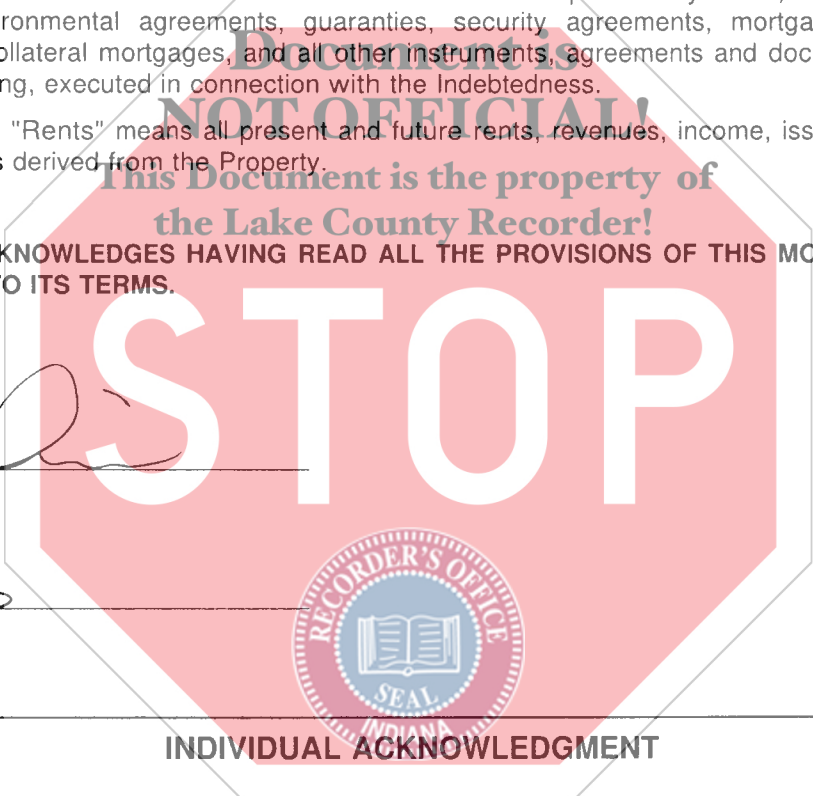 ronmental agreements, guaranties, security agreements, mortga
ollateral mortgages, and all other instruments, agreements and doc
Document is
ng, executed in connection with the Indebtedness.
NOT OFFICIAL!
"Rents" means all present and future rents, revenues, income, iss
s derived from the Property.
This Document is the property of
the Lake County Recorder!
KNOWLEDGES HAVING READ ALL THE PROVISIONS OF THIS MO
TO ITS TERMS.
STOP
RECORDER'S OFFICE
SEAL
INDIANA
INDIVIDUAL ACKNOWLEDGMENT